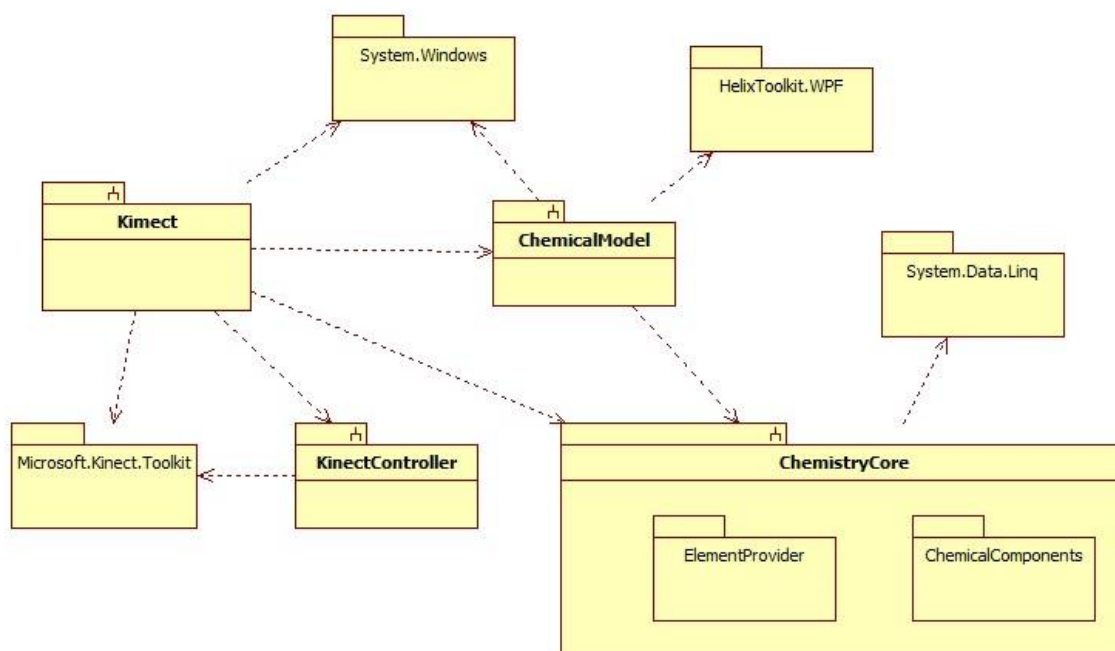 System.Windows
HelixToolkit.WPF
Kimect
ChemicalModel
System.Data.Linq
Microsoft.Kinect.Toolkit
KinectController
ChemistryCore
ElementProvider
ChemicalComponents